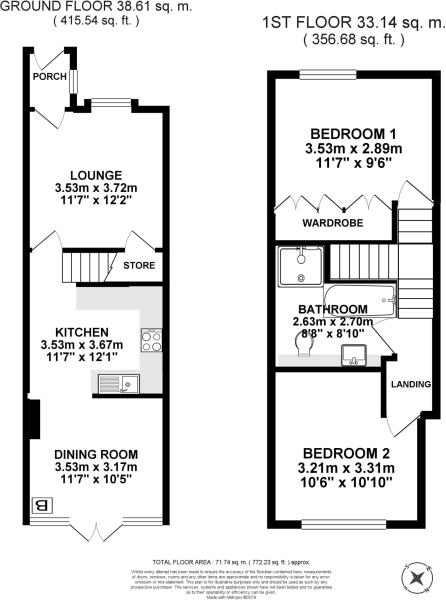 GROUND FLOOR 38.61 sq. m.
( 415.54 sq. ft. )
PORCH
LOUNGE
3.53m x 3.72m
11'7" x 12'2"
STORE
KITCHEN
3.53m x 3.67m
11'7" x 12'1"
DINING ROOM
3.53m x 3.17m
11'7" x 10'5"
B
1ST FLOOR 33.14 sq. m.
( 356.68 sq. ft. )
BEDROOM 1
3.53m x 2.89m
11'7" x 9'6"
WARDROBE
BATHROOM
2.63m x 2.70m
8'8" x 8'10"
LANDING
BEDROOM 2
3.21m x 3.31m
10'6" x 10'10"
TOTAL FLOOR AREA : 71.74 sq. m. ( 772.23 sq. ft. ) approx.
Whilst every attempt has been made to ensure the accuracy of the floorplan contained here, measurements
of doors, windows, rooms and any other items are approximate and no responsibility is taken for any error,
omission or mis-statement. This plan is for illustrative purposes only and should be used as such by any
prospective purchaser. The services, systems and appliances shown have not been tested and no guarantee
as to their operability or efficiency can be given.
Made with Metropix ©2019